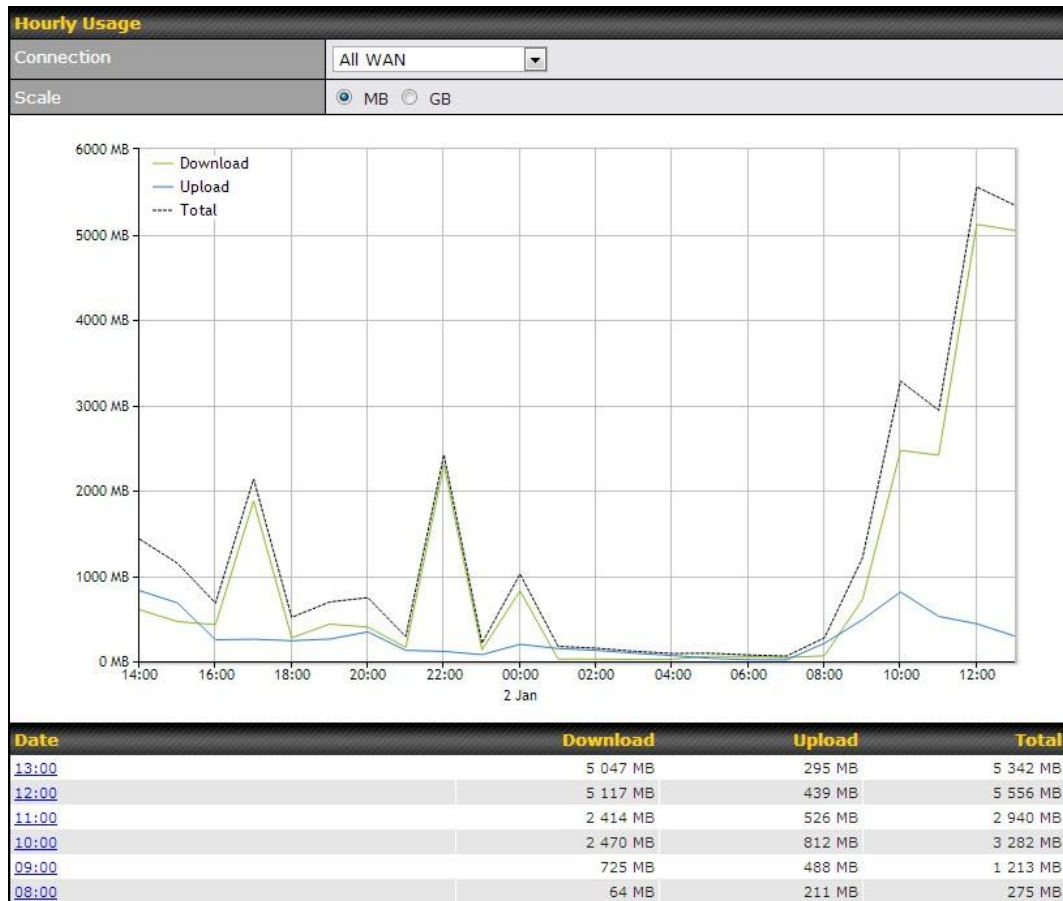 Hourly Usage
Connection All WAN
Scale MB GB
6000 MB
5000 MB
4000 MB
3000 MB
2000 MB
1000 MB
0 MB
Download
Upload
Total
14:00 16:00 18:00 20:00 22:00 00:00 02:00 04:00 06:00 08:00 10:00 12:00
2 Jan
Date Download Upload Total
13:00 5 047 MB 295 MB 5 342 MB
12:00 5 117 MB 439 MB 5 556 MB
11:00 2 414 MB 526 MB 2 940 MB
10:00 2 470 MB 812 MB 3 282 MB
09:00 725 MB 488 MB 1 213 MB
08:00 64 MB 211 MB 275 MB